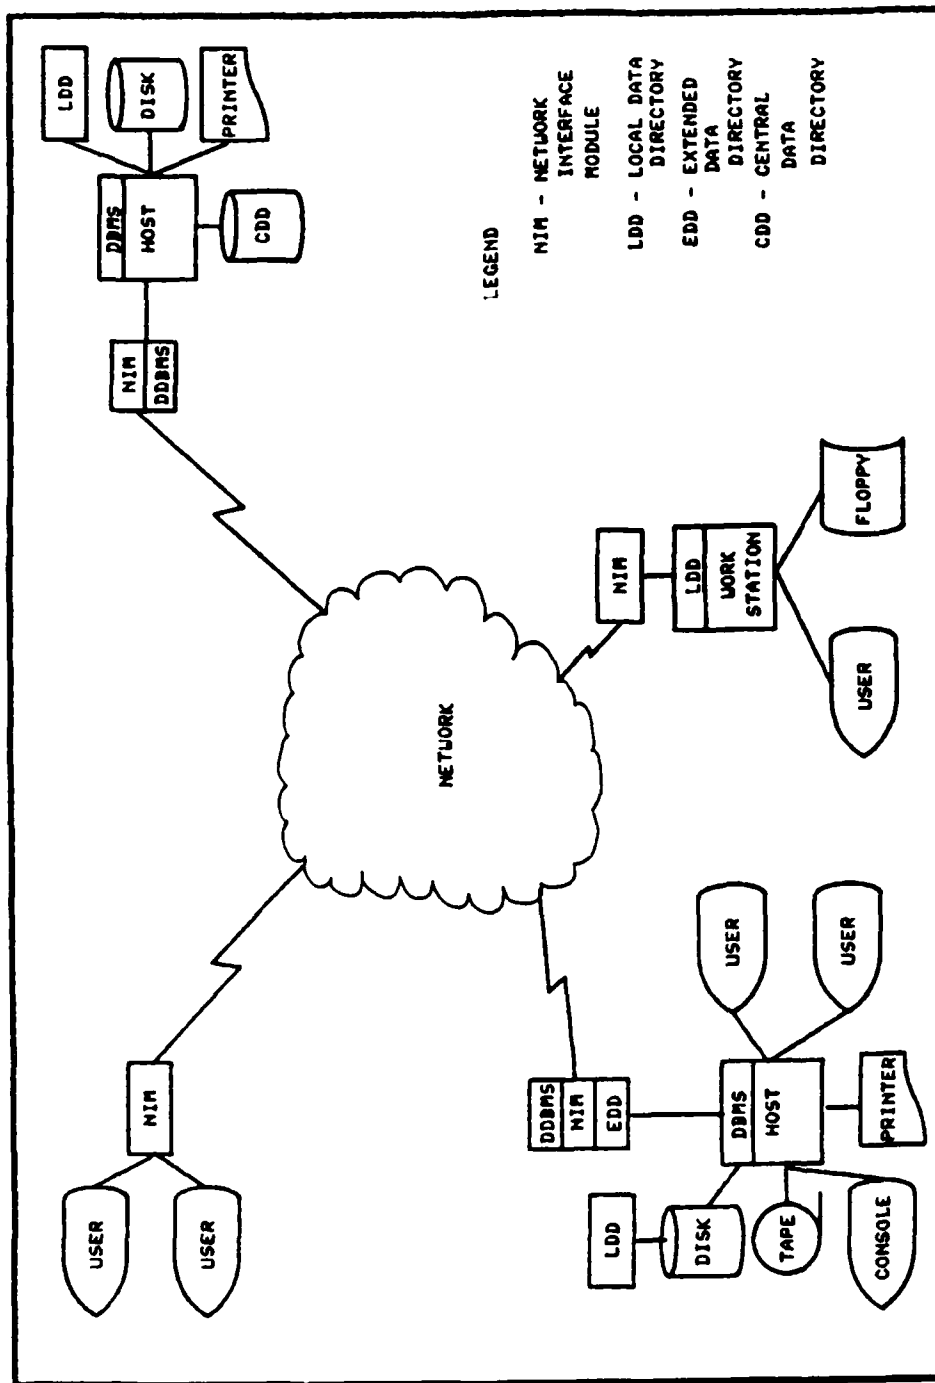 USER
USER
NIM
NIM
DDBMS
DBMS
HOST
LDD
DISK
PRINTER
CDD
NETWORK
LDD
DISK
TAPE
CONSOLE
DDBMS
NIM
EDD
DBMS
HOST
PRINTER
USER
USER
NIM
LDD
WORK
STATION
USER
FLOPPY
LEGEND
NIM - NETWORK
INTERFACE
MODULE
LDD - LOCAL DATA
DIRECTORY
EDD - EXTENDED
DATA
DIRECTORY
CDD - CENTRAL
DATA
DIRECTORY